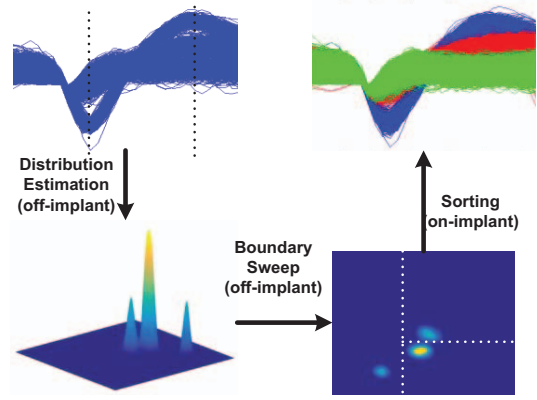 Distribution
Estimation
(off-implant)
Boundary
Sweep
(off-implant)
Sorting
(on-implant)